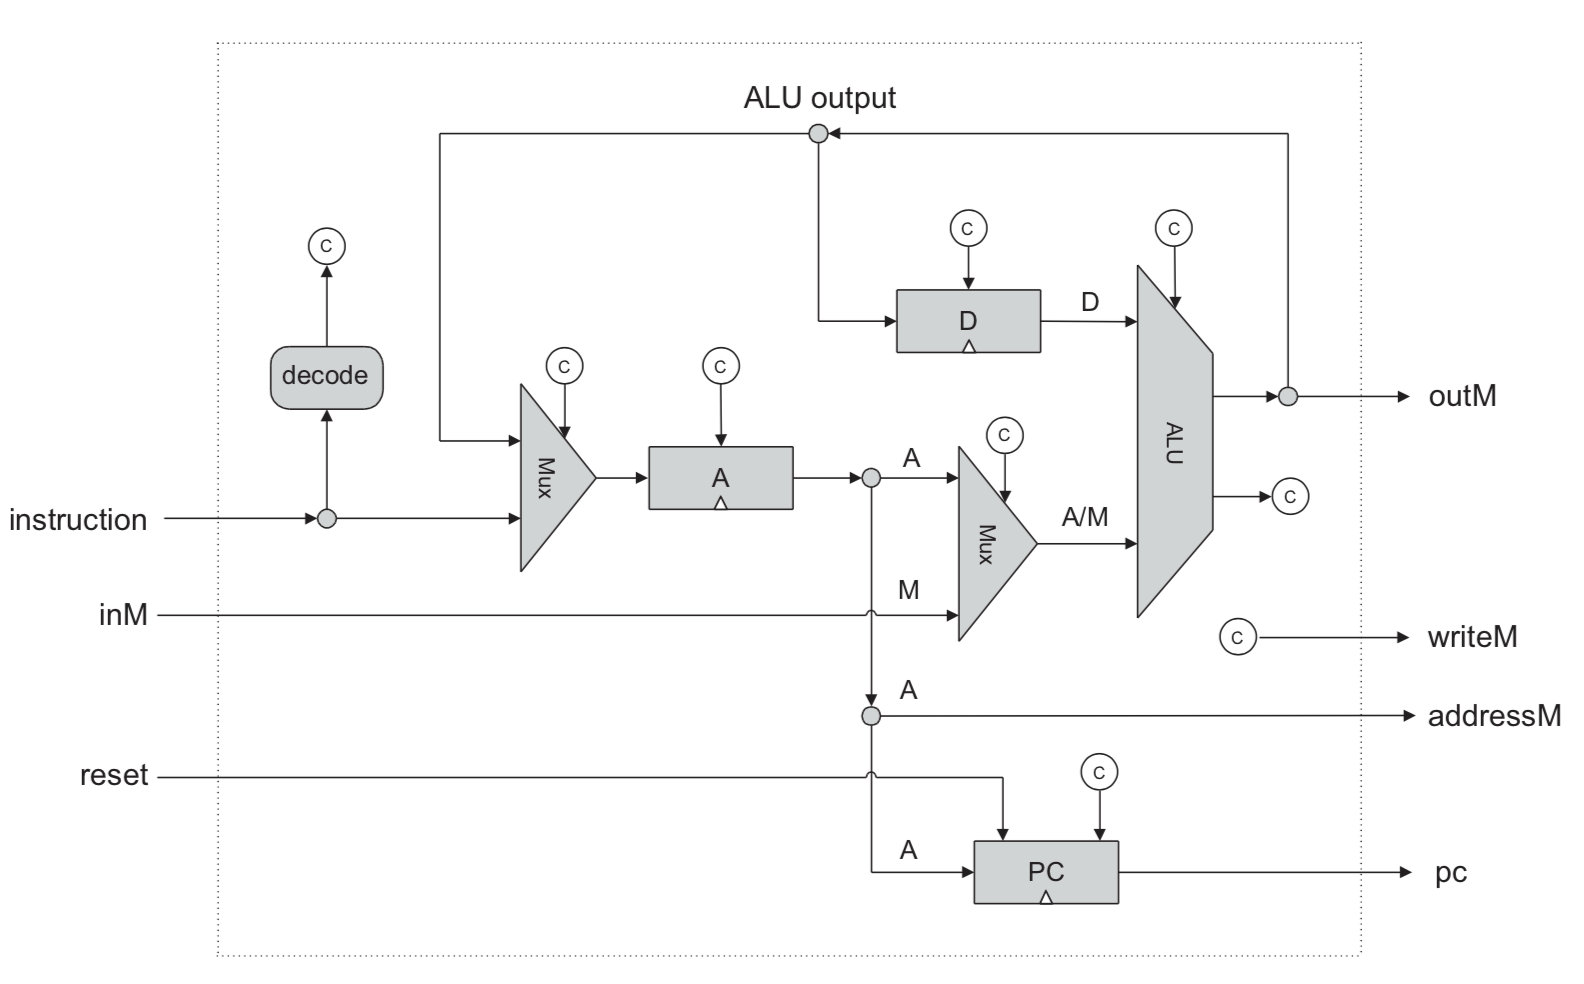 ALU output
C
C
C
D
D
decode
C
C
Mux
A
C
A
Mux
A/M
ALU
outM
C
instruction
inM
M
C
writeM
A
addressM
reset
C
A
PC
pc